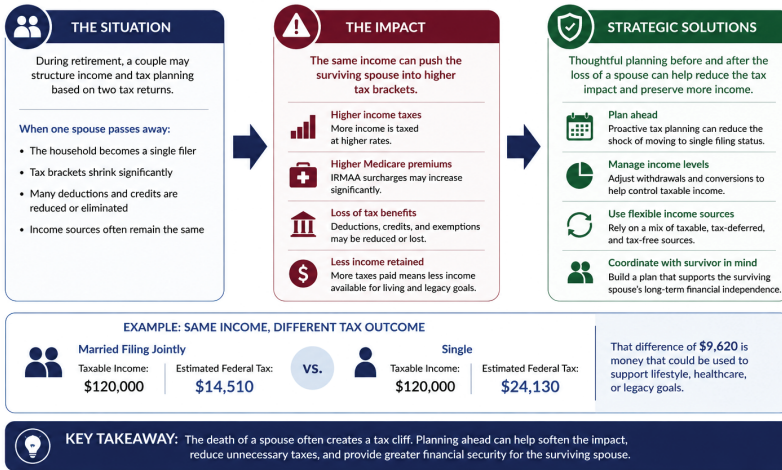 THE SITUATION
During retirement, a couple may
structure income and tax planning
based on two tax returns.
When one spouse passes away:
• The household becomes a single filer
• Tax brackets shrink significantly
• Many deductions and credits are
reduced or eliminated
• Income sources often remain the same
THE IMPACT
The same income can push the
surviving spouse into higher
tax brackets.
Higher income taxes
More income is taxed
at higher rates.
Higher Medicare premiums
IRMAA surcharges may increase
significantly.
Loss of tax benefits
Deductions, credits, and exemptions
may be reduced or lost.
$
Less income retained
More taxes paid means less income
available for living and legacy goals.
STRATEGIC SOLUTIONS
Thoughtful planning before and after the
loss of a spouse can help reduce the tax
impact and preserve more income.
Plan ahead
Proactive tax planning can reduce the
shock of moving to single filing status.
Manage income levels
Adjust withdrawals and conversions to
help control taxable income.
Use flexible income sources
Rely on a mix of taxable, tax-deferred,
and tax-free sources.
Coordinate with survivor in mind
Build a plan that supports the surviving
spouse's long-term financial independence.
EXAMPLE: SAME INCOME, DIFFERENT TAX OUTCOME
Married Filing Jointly
Taxable Income:
$120,000
Estimated Federal Tax:
$14,510
VS.
Single
Taxable Income:
$120,000
Estimated Federal Tax:
$24,130
That difference of $9,620 is
money that could be used to
support lifestyle, healthcare,
or legacy goals.
KEY TAKEAWAY: The death of a spouse often creates a tax cliff. Planning ahead can help soften the impact,
reduce unnecessary taxes, and provide greater financial security for the surviving spouse.